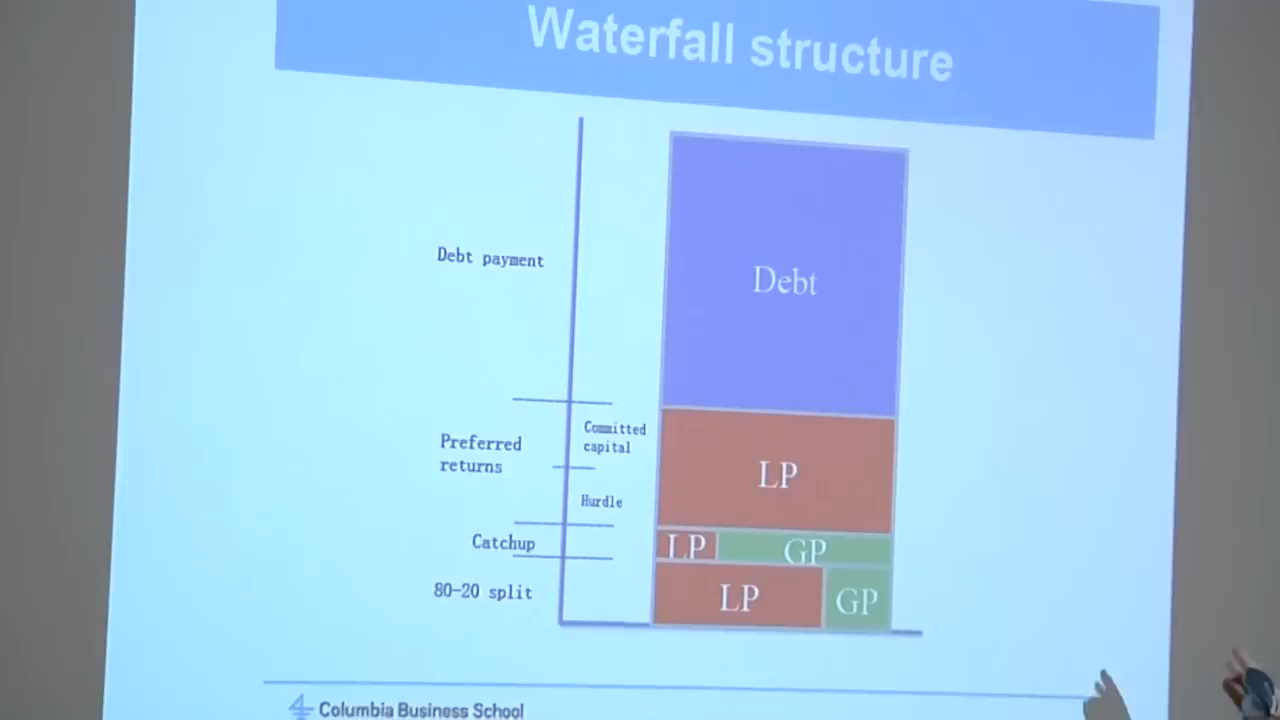 Waterfall structure
Debt payment
Debt
Preferred
returns
Committed
capital
Hurdle
LP
Catchup
LP
GP
80-20 split
LP
GP
Columbia Business School